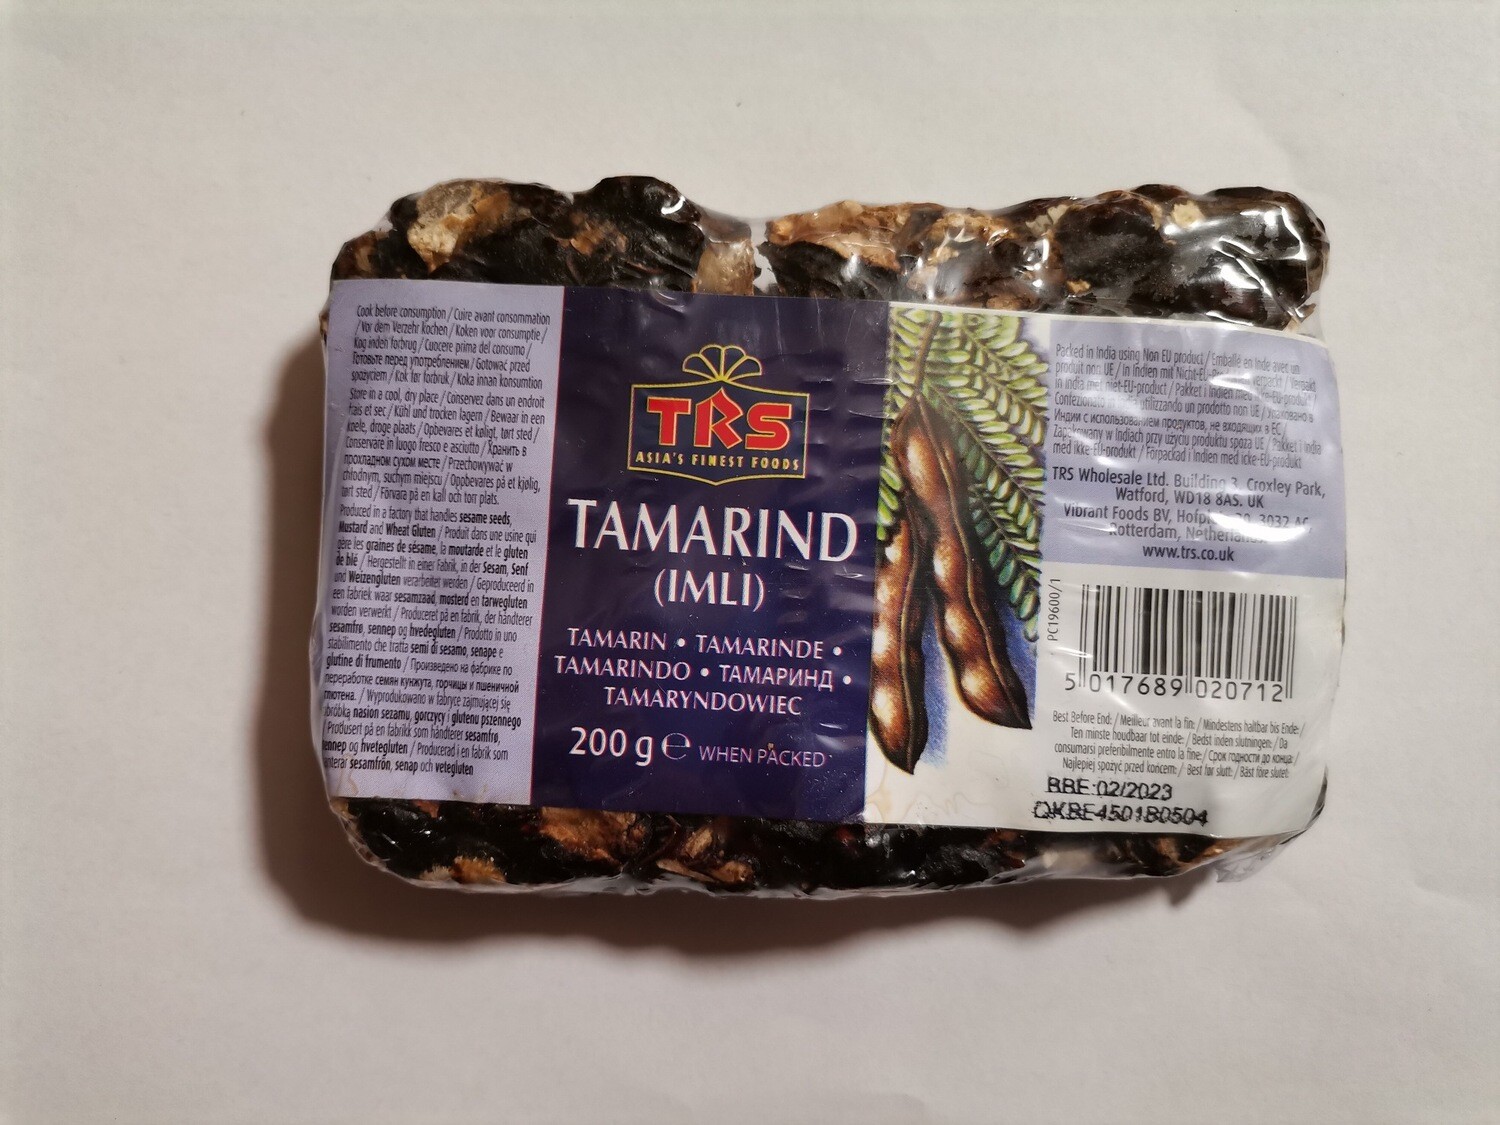 Cook before consumption / Cuire avant consommation
/ Vor dem Verzehr kochen / Koken voor consumptie /
Kog inden forbrug / Cuocere prima del consumo /
Готовьте перед употреблением / Gotować przed
spożyciem / Kok før forbruk / Koka innan konsumtion
Store in a cool, dry place / Conservez dans un endroit
frais et sec / Kühl und trocken lagern / Bewaar in een
koele, droge plaats / Opbevares et køligt, tørt sted /
Conservare in luogo fresco e asciutto / Хранить в
прохладном сухом месте / Przechowywać w
chłodnym, suchym miejscu / Oppbevares på et kjølig,
tørt sted / Förvara på en kall och torr plats.
Produced in a factory that handles sesame seeds,
Mustard and Wheat Gluten / Produit dans une usine qui
gère les graines de sésame, la moutarde et le gluten
de blé / Hergestellt in einer Fabrik, in der Sesam, Senf
und Weizengluten verarbeitet werden / Geproduceerd in
een fabriek waar sesamzaad, mosterd en tarwegluten
worden verwerkt / Produceret på en fabrik, der håndterer
sesamfrø, sennep og hvedegluten / Prodotto in uno
stabilimento che tratta semi di sesamo, senape e
glutine di frumento / Произведено на фабрике по
переработке семян кунжута, горчицы и пшеничной
/ Wyprodukowano w fabryce zajmującej się
nasion sezamu, gorczycy i glutenu pszennego
/ Produsert på en fabrikk som håndterer sesamfrø,
og hvetegluten / Producerad i en fabrik som
sesamfrön, senap och vetegluten
TRS
ASIA'S FINEST FOODS
TAMARIND
(IMLI)
TAMARIN • TAMARINDE •
TAMARINDO • ТАМАРИНД •
TAMARYNDOWIEC
200 g ℮ WHEN PACKED
Packed in India using Non EU product / Emballé en Inde avec un
produit non UE / In Indien mit verpackt / Verpakt
in India met niet-EU-product / Pakket i Indien med ikke-EU-produkt /
Confezionato in utilizzando un prodotto non UE / Упаковано в
Индии с использованием продуктов, не входящих в ЕС /
Zapakowany w Indiach przy użyciu produktu spoza UE / Pakket i India
med ikke-EU-produkt / Förpackad i Indien med icke-EU-produkt
TRS Wholesale Ltd. Building 3, Croxley Park,
Watford, WD18 8AS. UK
Vibrant Foods BV, 3032
Rotterdam, Netherlands
www.trs.co.uk
PC19600/1
5 017689 020712
Best Before End: / Meilleur avant la fin: / Mindestens haltbar bis Ende: /
Ten minste houdbaar tot einde: / Bedst inden slutningen: / Da
consumarsi preferibilmente entro la fine: / Срок годности до конца: /
Najlepiej spożyć przed końcem: / Best før slutt: / Bäst före slutet:
BBE:02/2023
QKBE4501B0504